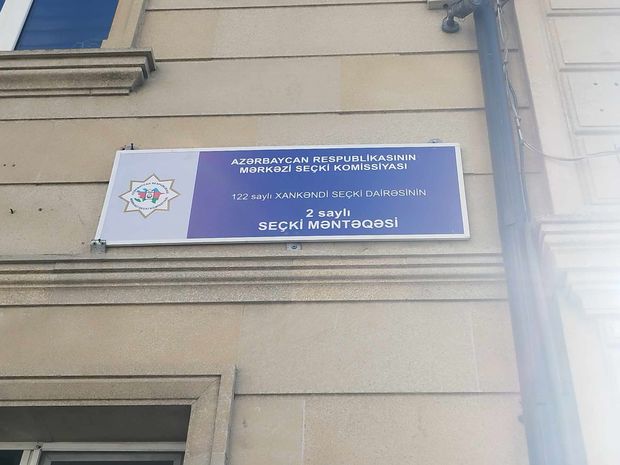 AZƏRBAYCAN RESPUBLİKASININ
MƏRKƏZİ SEÇKİ KOMİSSİYASI
122 saylı XANKƏNDİ SEÇKİ DAİRƏSİNİN
2 saylı
SEÇKİ MƏNTƏQƏSİ